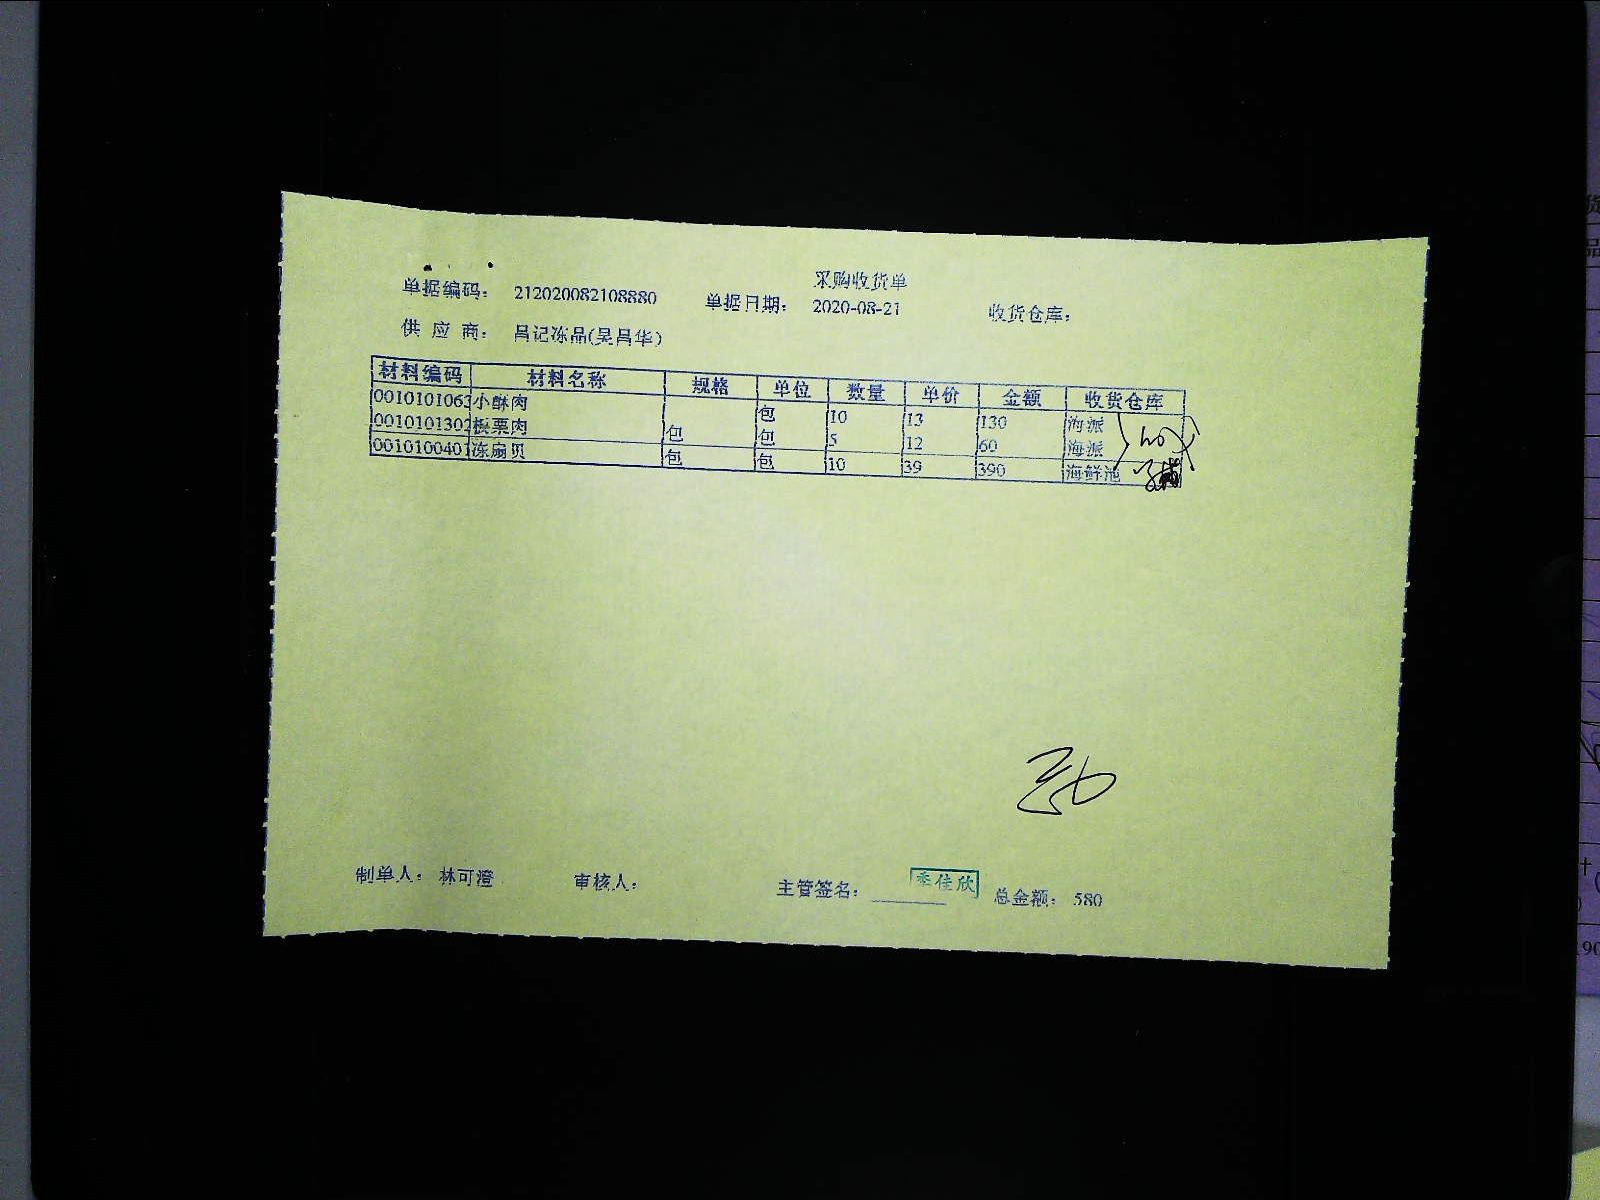 采购收货单
单据编码： 212020082108880 单据日期： 2020-08-21 收货仓库：
供 应 商： 昌记冻品(吴昌华)
材料编码 材料名称 规格 单位 数量 单价 金额 收货仓库
0010101063 小酥肉 包 10 13 130 海派
0010101302 板栗肉 包 包 5 12 60 海派
0010100401 冻扇贝 包 包 10 39 390 海鲜池
制单人： 林可澄 审核人： 主管签名： 季佳欣 总金额： 580